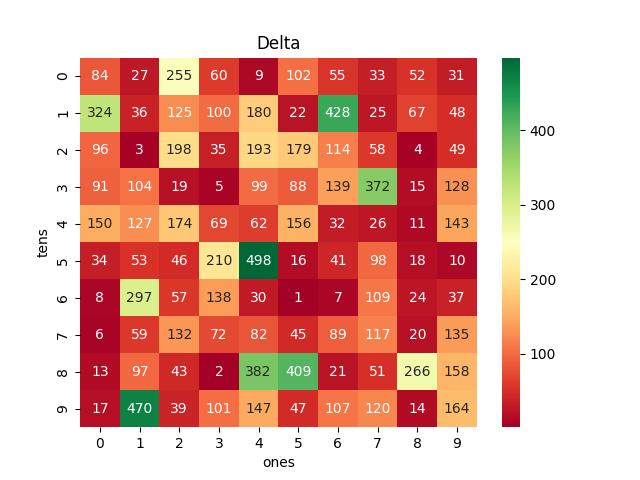 Delta
0 84 27 255 60 9 102 55 33 52 31
1 324 36 125 100 180 22 428 25 67 48
2 96 3 198 35 193 179 114 58 4 49
3 91 104 19 5 99 88 139 372 15 128
4 150 127 174 69 62 156 32 26 11 143
5 34 53 46 210 498 16 41 98 18 10
6 8 297 57 138 30 1 7 109 24 37
7 6 59 132 72 82 45 89 117 20 135
8 13 97 43 2 382 409 21 51 266 158
9 17 470 39 101 147 47 107 120 14 164
0 1 2 3 4 5 6 7 8 9
ones
tens
400
300
200
100